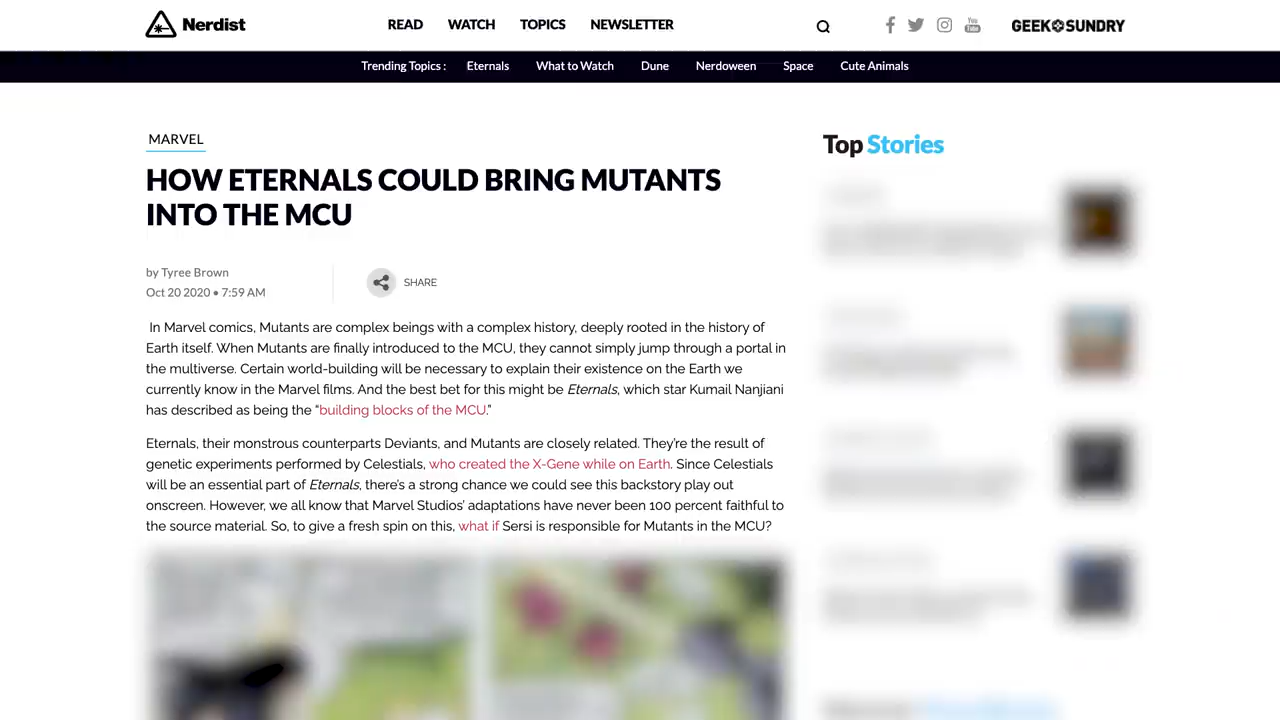 Nerdist
READ WATCH TOPICS NEWSLETTER
You Tube
GEEK & SUNDRY
Trending Topics : Eternals What to Watch Dune Nerdoween Space Cute Animals
MARVEL
HOW ETERNALS COULD BRING MUTANTS
INTO THE MCU
by Tyree Brown
Oct 20 2020 • 7:59 AM
SHARE
In Marvel comics, Mutants are complex beings with a complex history, deeply rooted in the history of
Earth itself. When Mutants are finally introduced to the MCU, they cannot simply jump through a portal in
the multiverse. Certain world-building will be necessary to explain their existence on the Earth we
currently know in the Marvel films. And the best bet for this might be Eternals, which star Kumail Nanjiani
has described as being the “building blocks of the MCU.”
Eternals, their monstrous counterparts Deviants, and Mutants are closely related. They’re the result of
genetic experiments performed by Celestials, who created the X-Gene while on Earth. Since Celestials
will be an essential part of Eternals, there’s a strong chance we could see this backstory play out
onscreen. However, we all know that Marvel Studios’ adaptations have never been 100 percent faithful to
the source material. So, to give a fresh spin on this, what if Sersi is responsible for Mutants in the MCU?
Top Stories